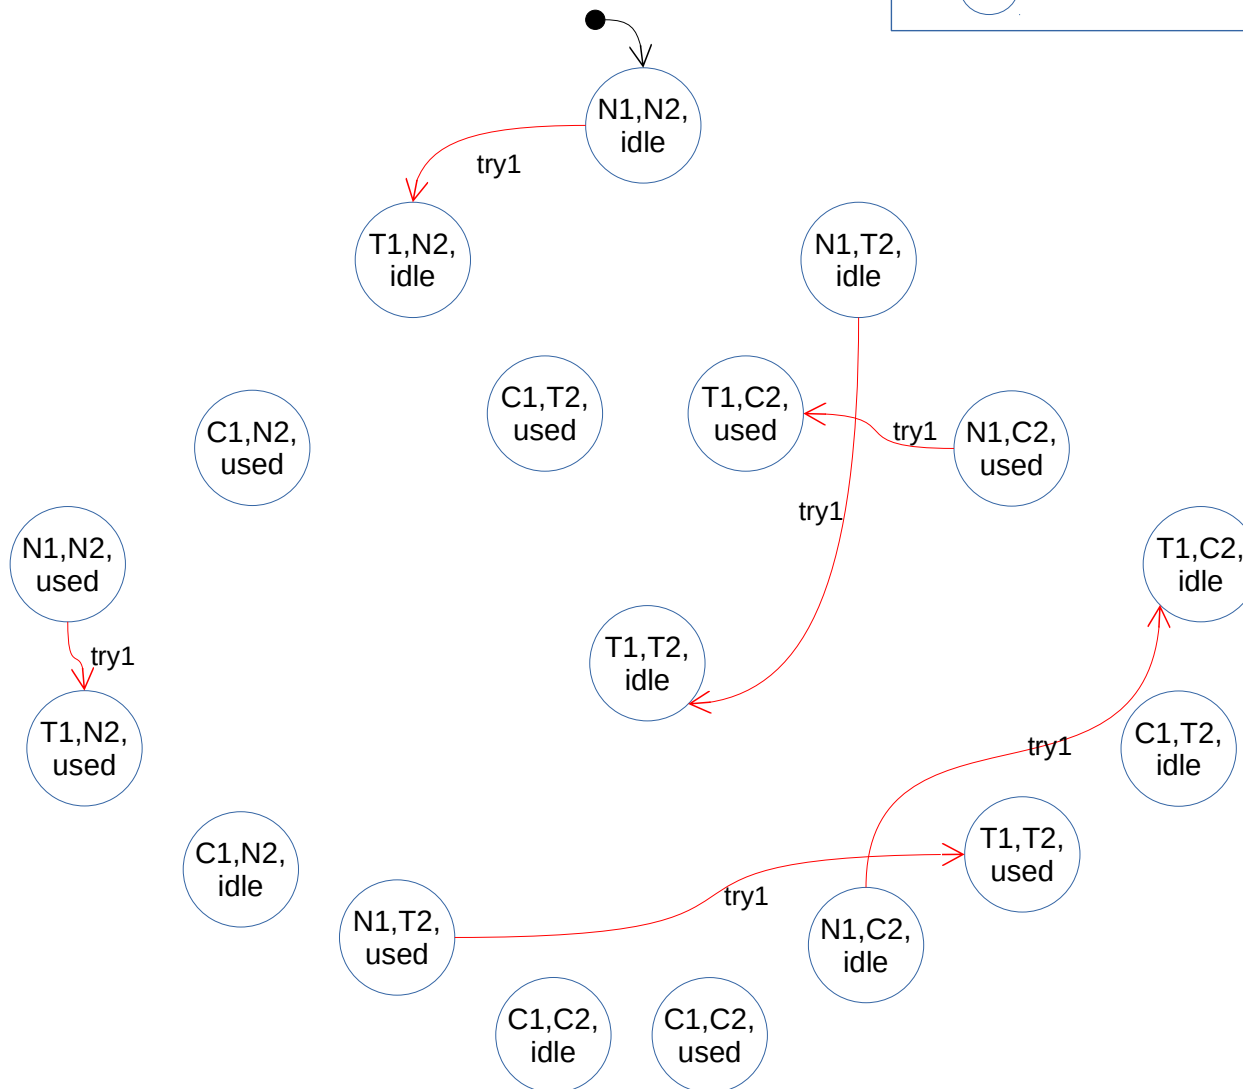 N1,N2,
idle
try1
T1,N2,
idle
N1,T2,
idle
C1,T2,
used
T1,C2,
used
C1,N2,
used
try1
N1,C2,
used
try1
N1,N2,
used
T1,C2,
idle
try1
T1,T2,
idle
T1,N2,
used
try1
C1,T2,
idle
C1,N2,
idle
T1,T2,
used
try1
N1,T2,
used
N1,C2,
idle
C1,C2,
idle
C1,C2,
used